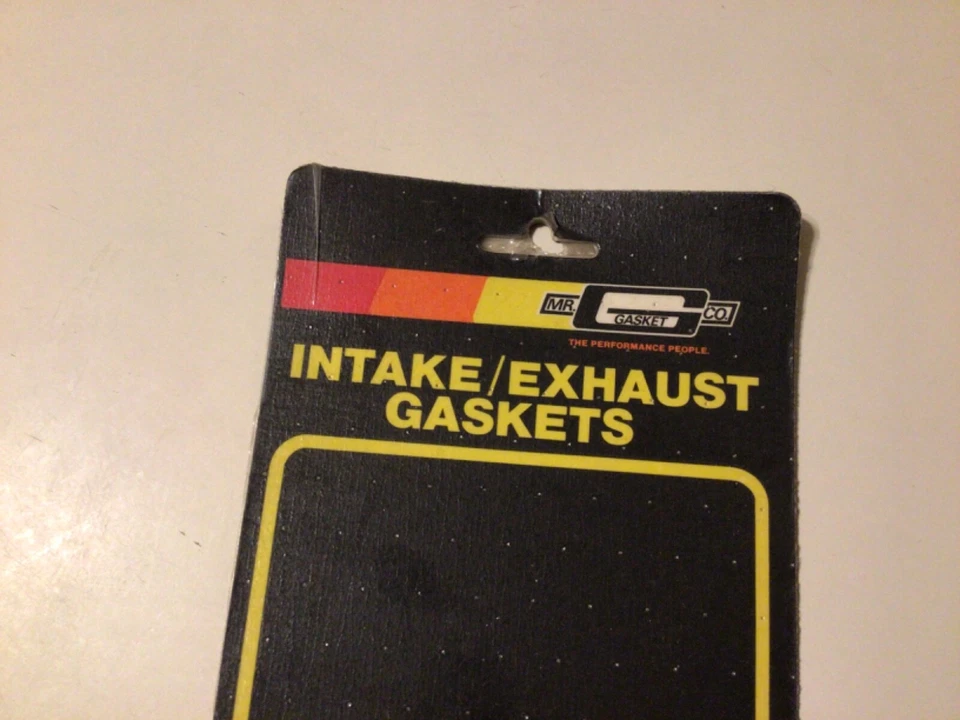 MR. GASKET CO.
THE PERFORMANCE PEOPLE.
INTAKE/EXHAUST
GASKETS